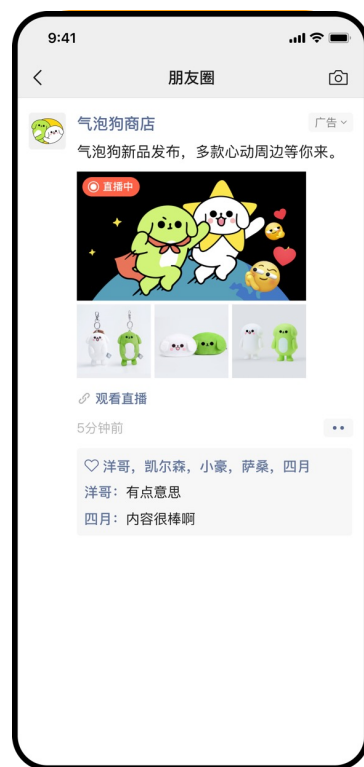 9:41
朋友圈
气泡狗商店
广告
气泡狗新品发布，多款心动周边等你来。
直播中
观看直播
5分钟前
洋哥，凯尔森，小豪，萨桑，四月
洋哥：有点意思
四月：内容很棒啊